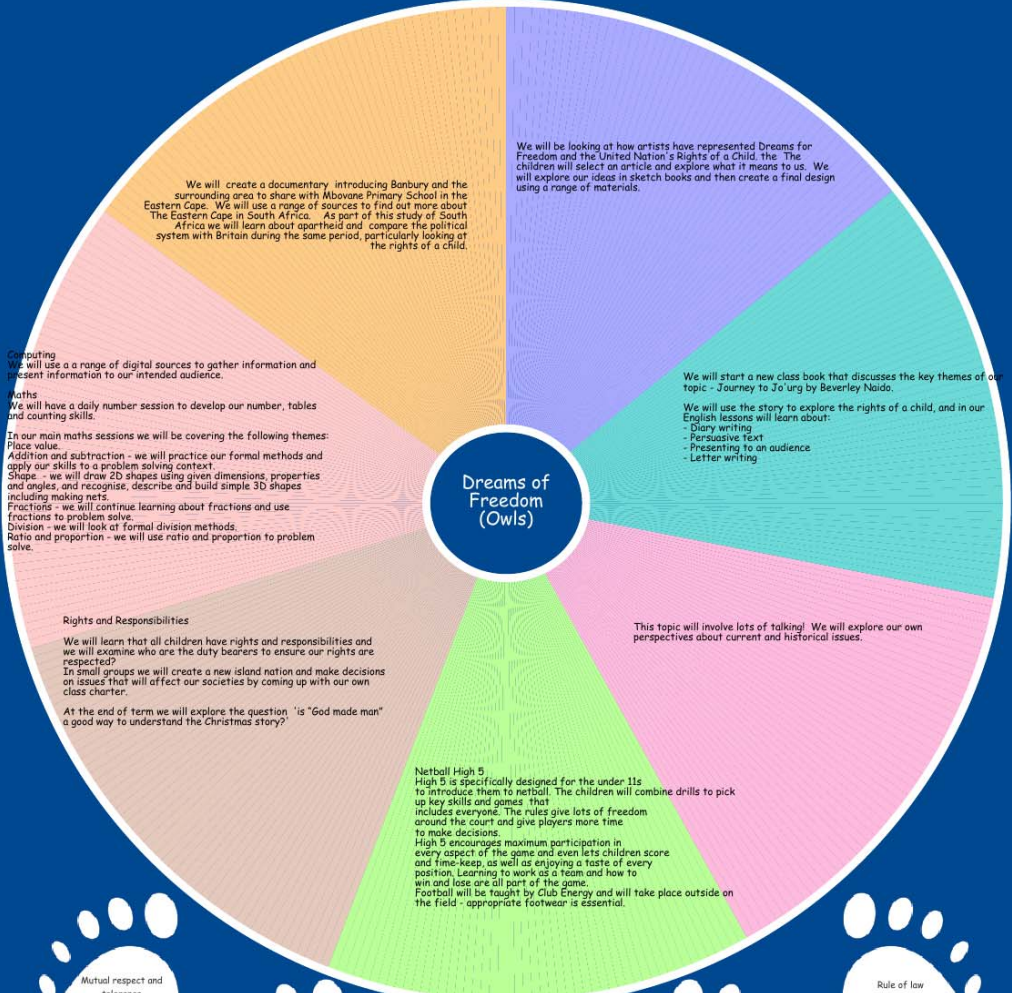 We will be looking at how artists have represented Dreams for
Freedom and the United Nation's Rights of a Child. the  The
children will select an article and explore what it means to us.  We
will explore our ideas in sketch books and then create a final design
using a range of materials.
We will  create a documentary  introducing Banbury and the
surrounding area to share with Mbovane Primary School in the
Eastern Cape.  We will use a range of sources to find out more about
The Eastern Cape in South Africa.   As part of this study of South
Africa we will learn about apartheid and  compare the political
system with Britain during the same period, particularly looking at
the rights of a child.
Computing
We will use a a range of digital sources to gather information and
present information to our intended audience.
Maths
We will have a daily number session to develop our number, tables
and counting skills.
In our main maths sessions we will be covering the following themes:
Place value.
Addition and subtraction - we will practice our formal methods and
apply our skills to a problem solving context.
Shape  - we will draw 2D shapes using given dimensions, properties
and angles, and recognise, describe and build simple 3D shapes
including making nets.
Fractions - we will continue learning about fractions and use
fractions to problem solve.
Division - we will look at formal division methods.
Ratio and proportion - we will use ratio and proportion to problem
solve.
We will start a new class book that discusses the key themes of our
topic - Journey to Jo'urg by Beverley Naido.
We will use the story to explore the rights of a child, and in our
English lessons will learn about:
- Diary writing
- Persuasive text
- Presenting to an audience
- Letter writing
Dreams of
Freedom
(Owls)
Rights and Responsibilities
We will learn that all children have rights and responsibilities and
we will examine who are the duty bearers to ensure our rights are
respected?
In small groups we will create a new island nation and make decisions
on issues that will affect our societies by coming up with our own
class charter.
At the end of term we will explore the question  'is "God made man"
a good way to understand the Christmas story?'
This topic will involve lots of talking!  We will explore our own
perspectives about current and historical issues.
Netball High 5
High 5 is specifically designed for the under 11s
to introduce them to netball. The children will combine drills to pick
up key skills and games  that
includes everyone. The rules give lots of freedom
around the court and give players more time
to make decisions.
High 5 encourages maximum participation in
every aspect of the game and even lets children score
and time-keep, as well as enjoying a taste of every
position. Learning to work as a team and how to
win and lose are all part of the game.
Football will be taught by Club Energy and will take place outside on
the field - appropriate footwear is essential.
Mutual respect and
Rule of law